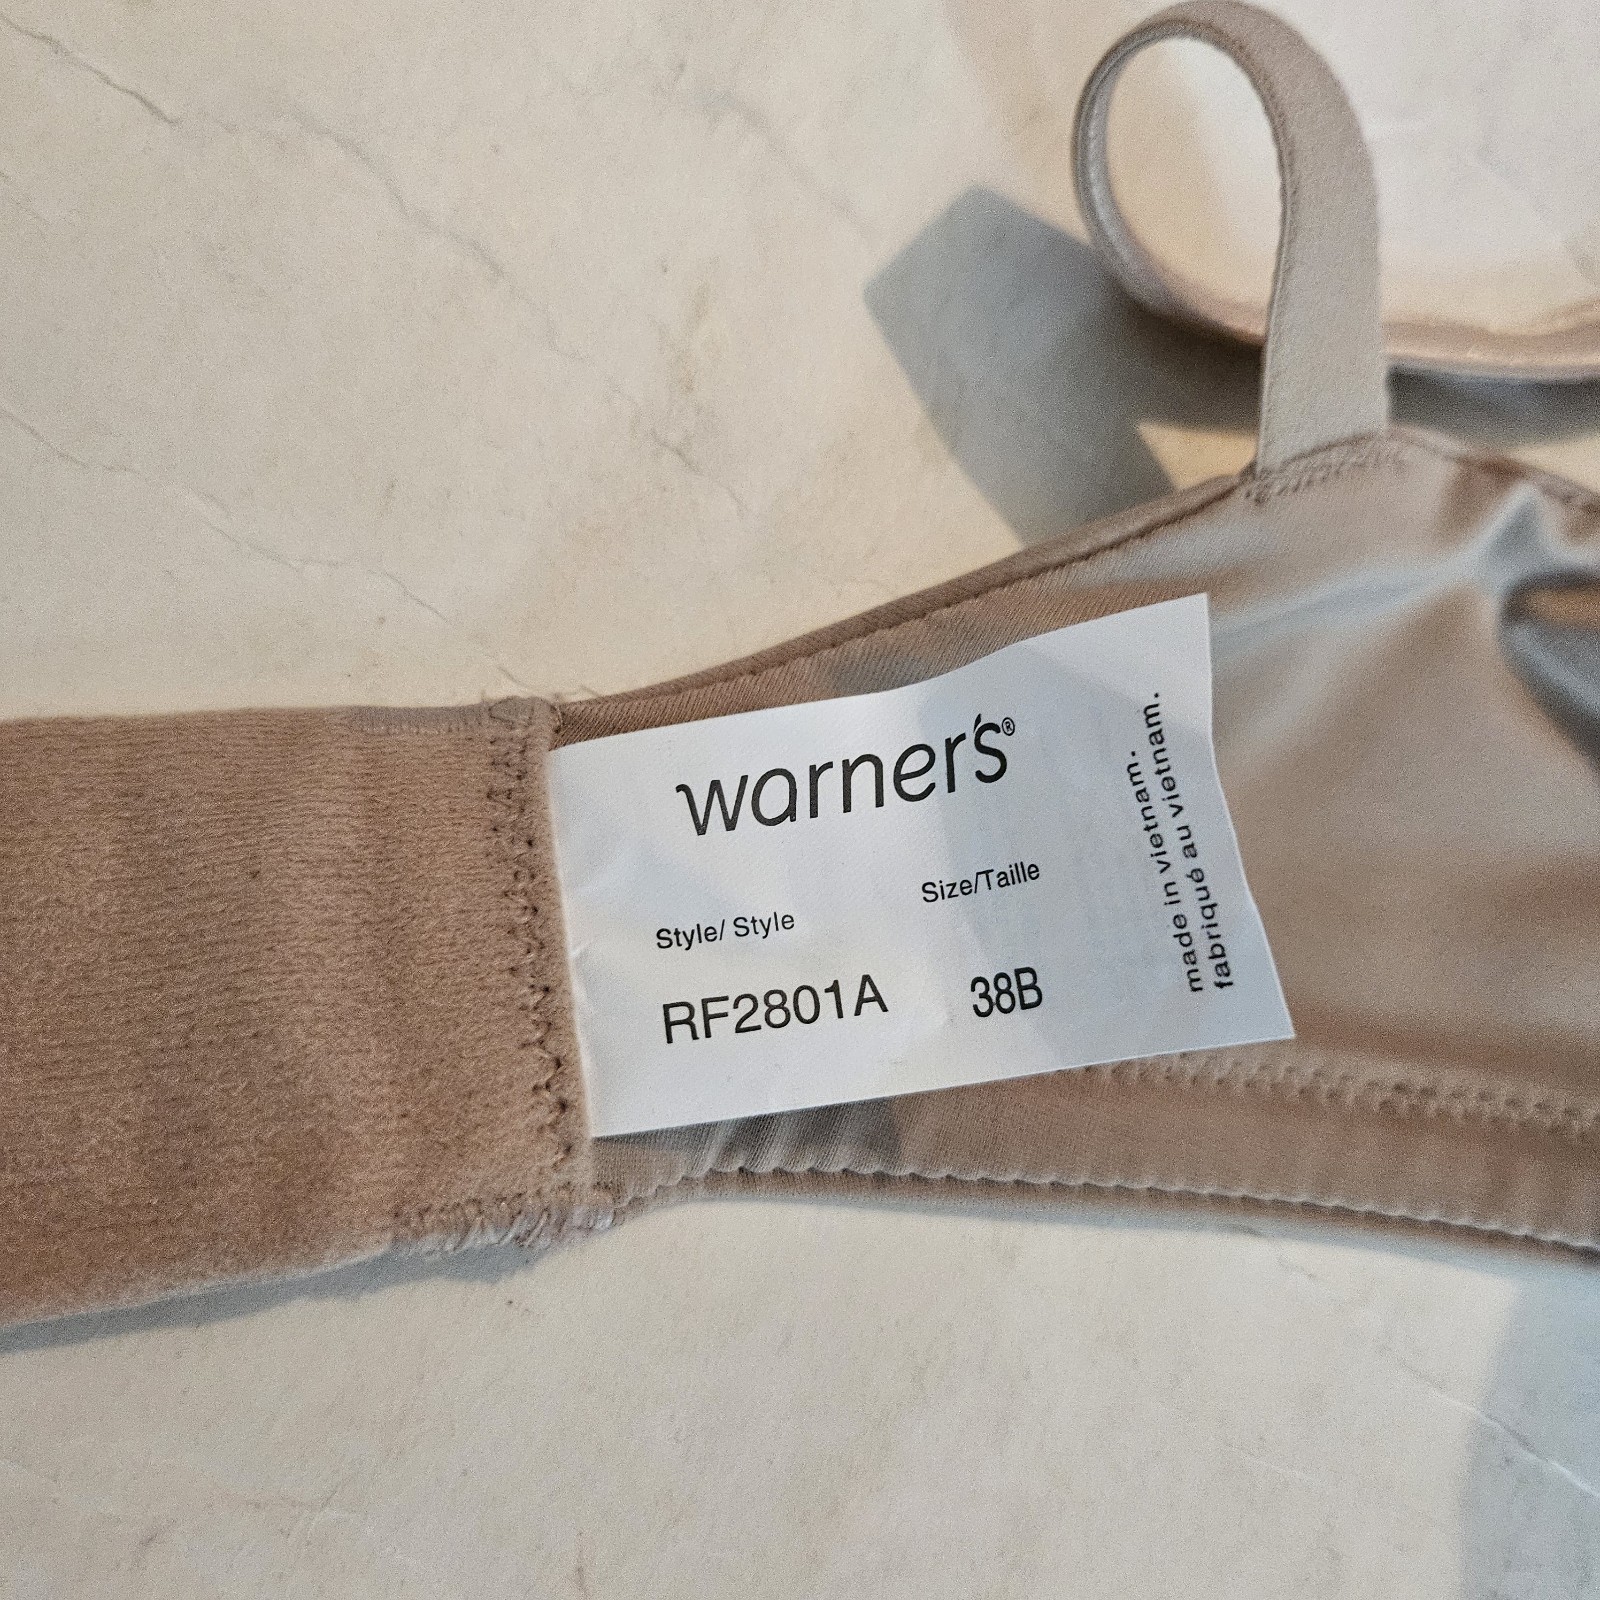 warner's®
Style/ Style
Size/Taille
RF2801A
38B
made in vietnam.
fabriqué au vietnam.